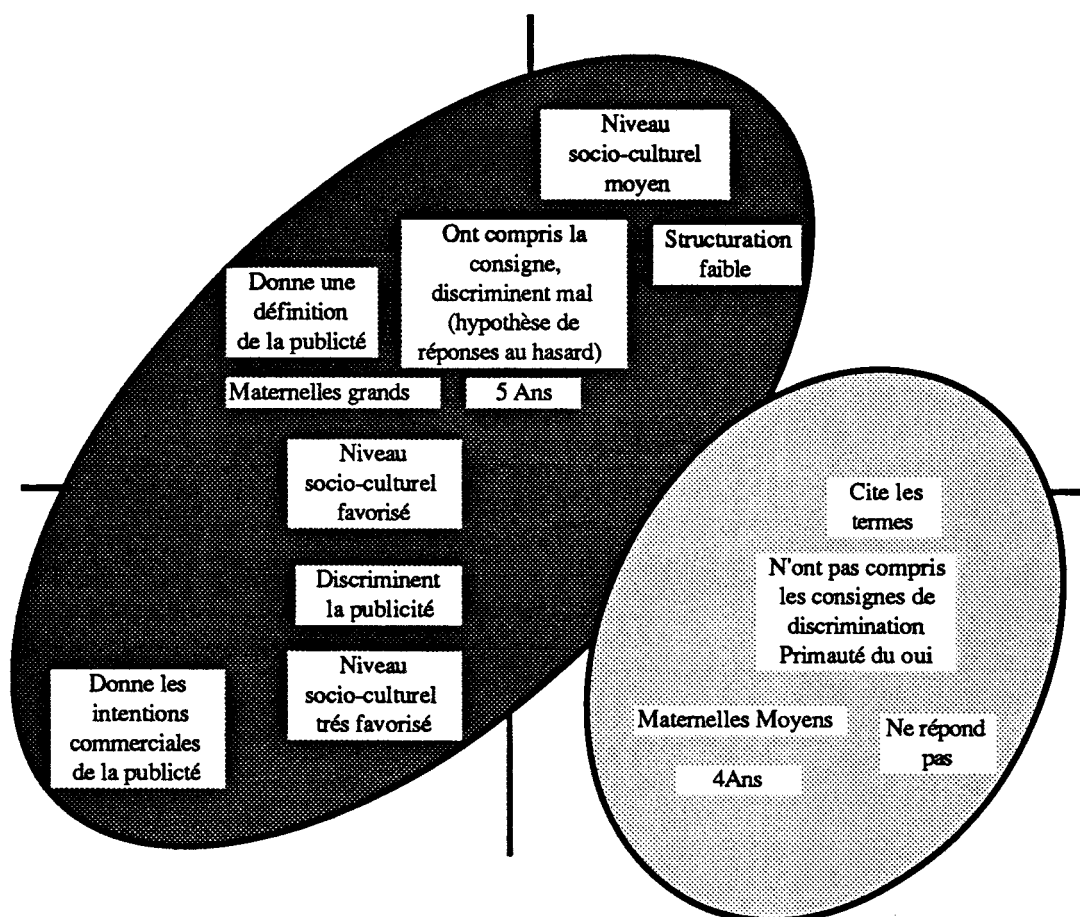 Niveau
socio-culturel
moyen
Ont compris la
consigne,
discriminent mal
(hypothèse de
réponses au hasard)
Structuration
faible
Donne une
définition
de la publicté
Maternelles grands
5 Ans
Niveau
socio-culturel
favorisé
Cite les
termes
Discriminent
la publicité
N'ont pas compris
les consignes de
discrimination
Primauté du oui
Niveau
socio-culturel
trés favorisé
Donne les
intentions
commerciales
de la publicté
Maternelles Moyens
Ne répond
pas
4Ans